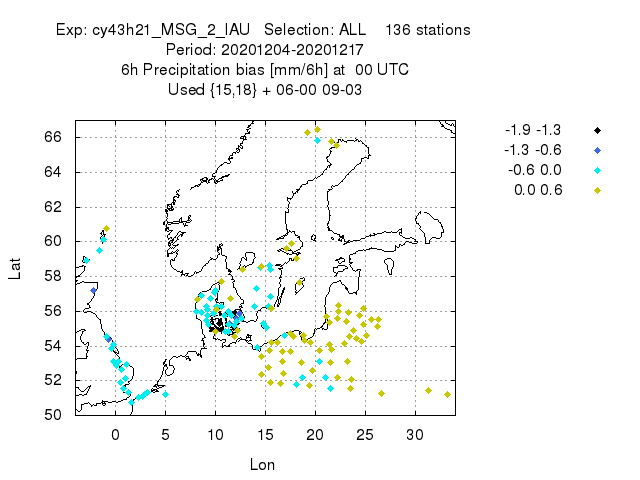 Exp: cy43h21_MSG_2_IAU   Selection: ALL    136 stations
Period: 20201204-20201217
6h Precipitation bias [mm/6h] at  00 UTC
Used {15,18} + 06-00 09-03
-1.9 -1.3
-1.3 -0.6
-0.6 0.0
0.0 0.6
Lat
66
64
62
60
58
56
54
52
50
0 5 10 15 20 25 30
Lon